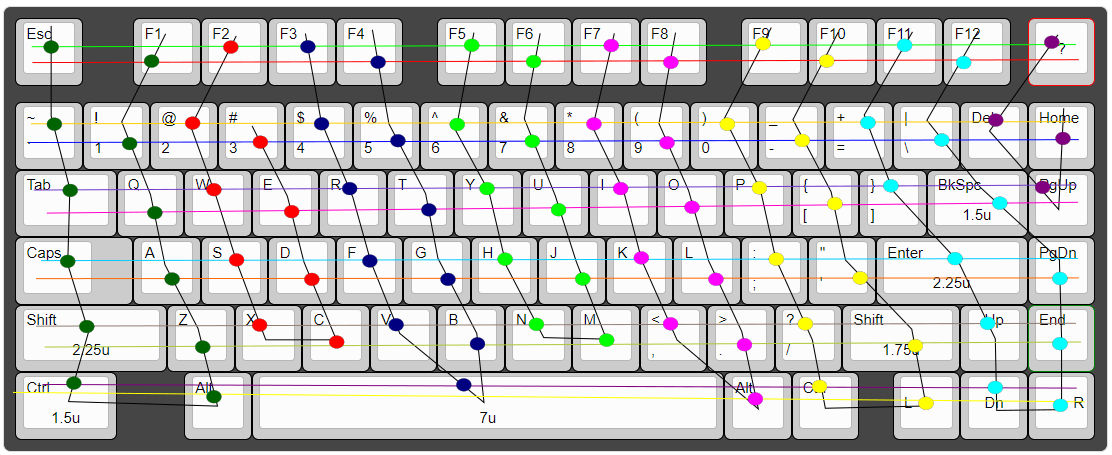 Esc F1 F2 F3 F4 F5 F6 F7 F8 F9 F10 F11 F12 ?
~ ! @ # $ % ^ & * ( ) _ + | Del Home
1 2 3 4 5 6 7 8 9 0 - = \
Tab Q W E R T Y U I O P { } BkSpc PgUp
[ ] 1.5u
Caps A S D F G H J K L : " Enter PgDn
; ' 2.25u
Shift Z X C V B N M < > ? Shift Up End
2.25u , . / 1.75u
Ctrl Alt Alt
1.5u 7u L Dn R